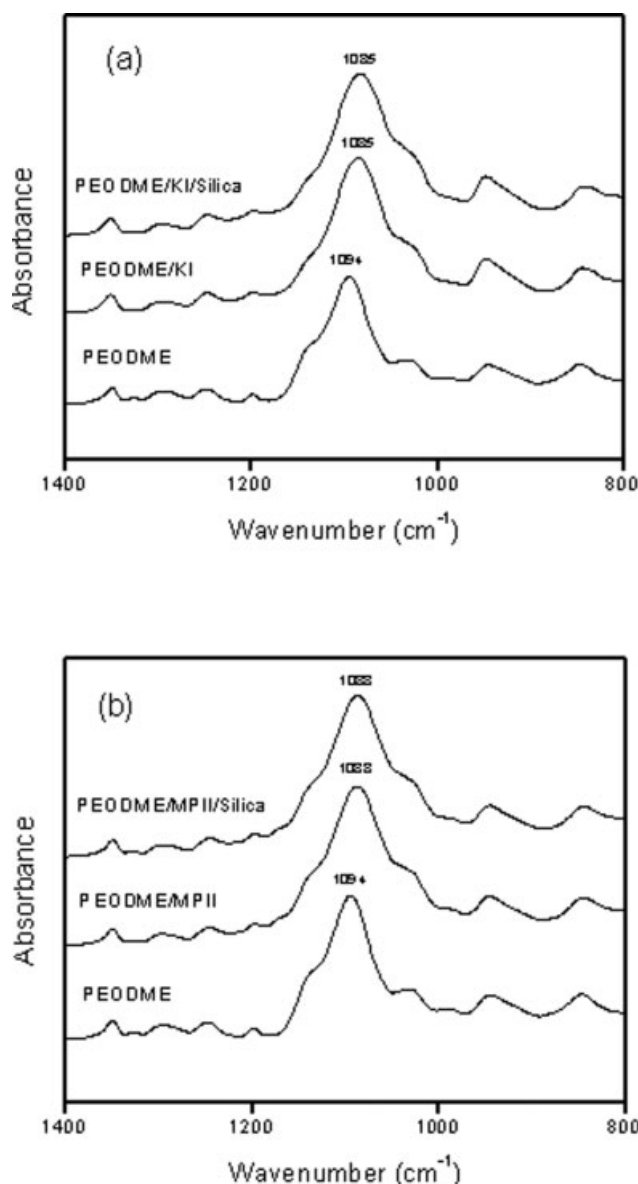 (a)
1085
PEODME/KI/Silica
1085
PEODME/KI
1094
PEODME
Absorbance
1400
1200
1000
800
Wavenumber (cm⁻¹)
(b)
1088
PEODME/MPII/Silica
1088
PEODME/MPII
1094
PEODME
Absorbance
1400
1200
1000
800
Wavenumber (cm⁻¹)